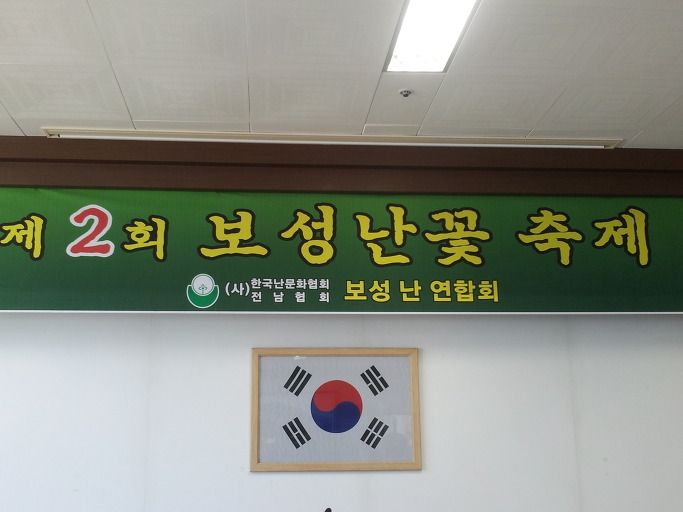 제 2회 보성난꽃 축제
(사)한국난문화협회 보성 난 연합회
전 남 협 회